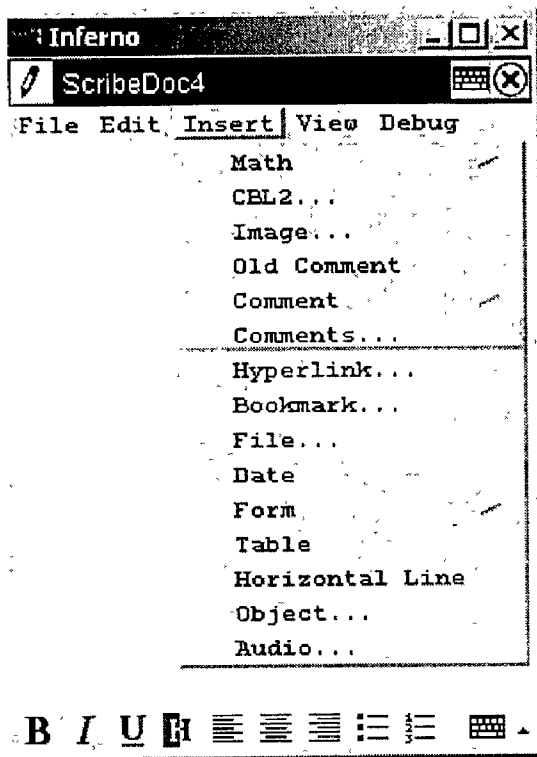 Inferno
ScribeDoc4
File Edit Insert View Debug
Math
CBL2...
Image...
Old Comment
Comment
Comments...
Hyperlink...
Bookmark...
File...
Date
Form
Table
Horizontal Line
Object...
Audio...
B I U H